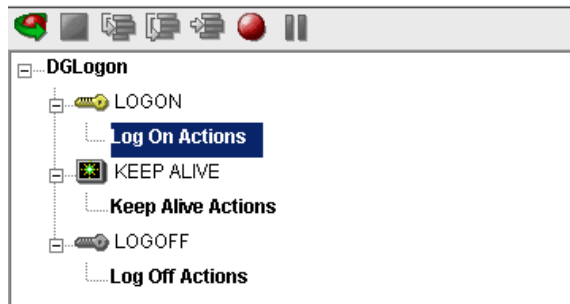 DGLogon
LOGON
Log On Actions
KEEP ALIVE
Keep Alive Actions
LOGOFF
Log Off Actions